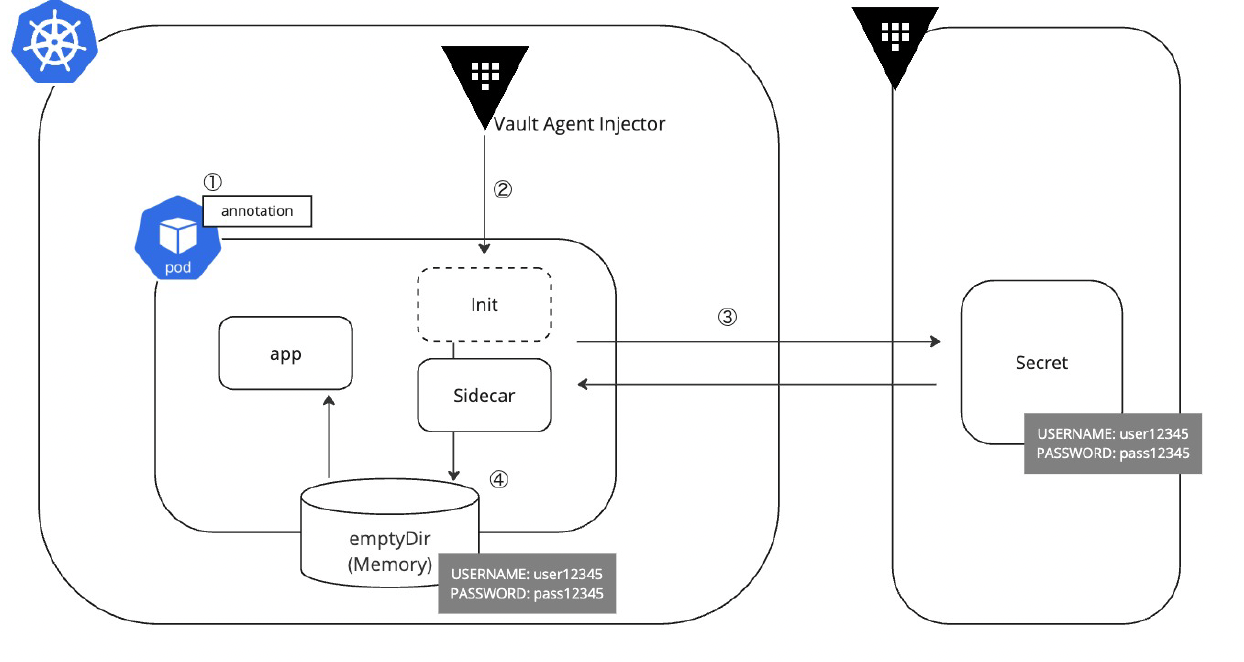 Vault Agent Injector
①
②
annotation
pod
Init
③
app
Secret
Sidecar
USERNAME: user12345
PASSWORD: pass12345
④
emptyDir
(Memory)
USERNAME: user12345
PASSWORD: pass12345